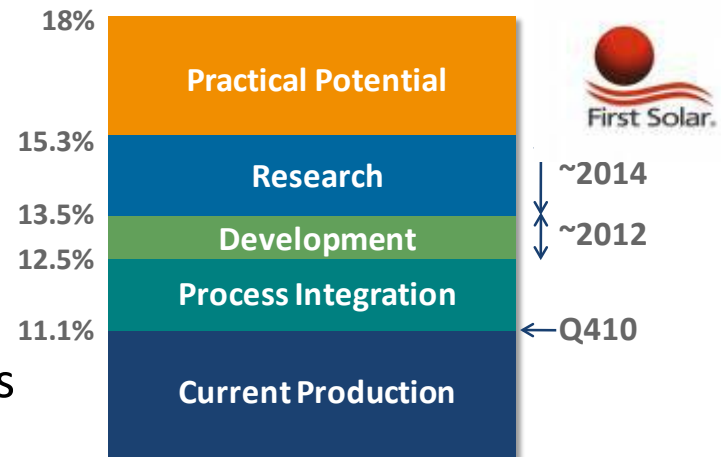 18%
Practical Potential
First Solar.
15.3%
Research
~2014
13.5%
Development
~2012
12.5%
Process Integration
11.1%
Q410
s
Current Production